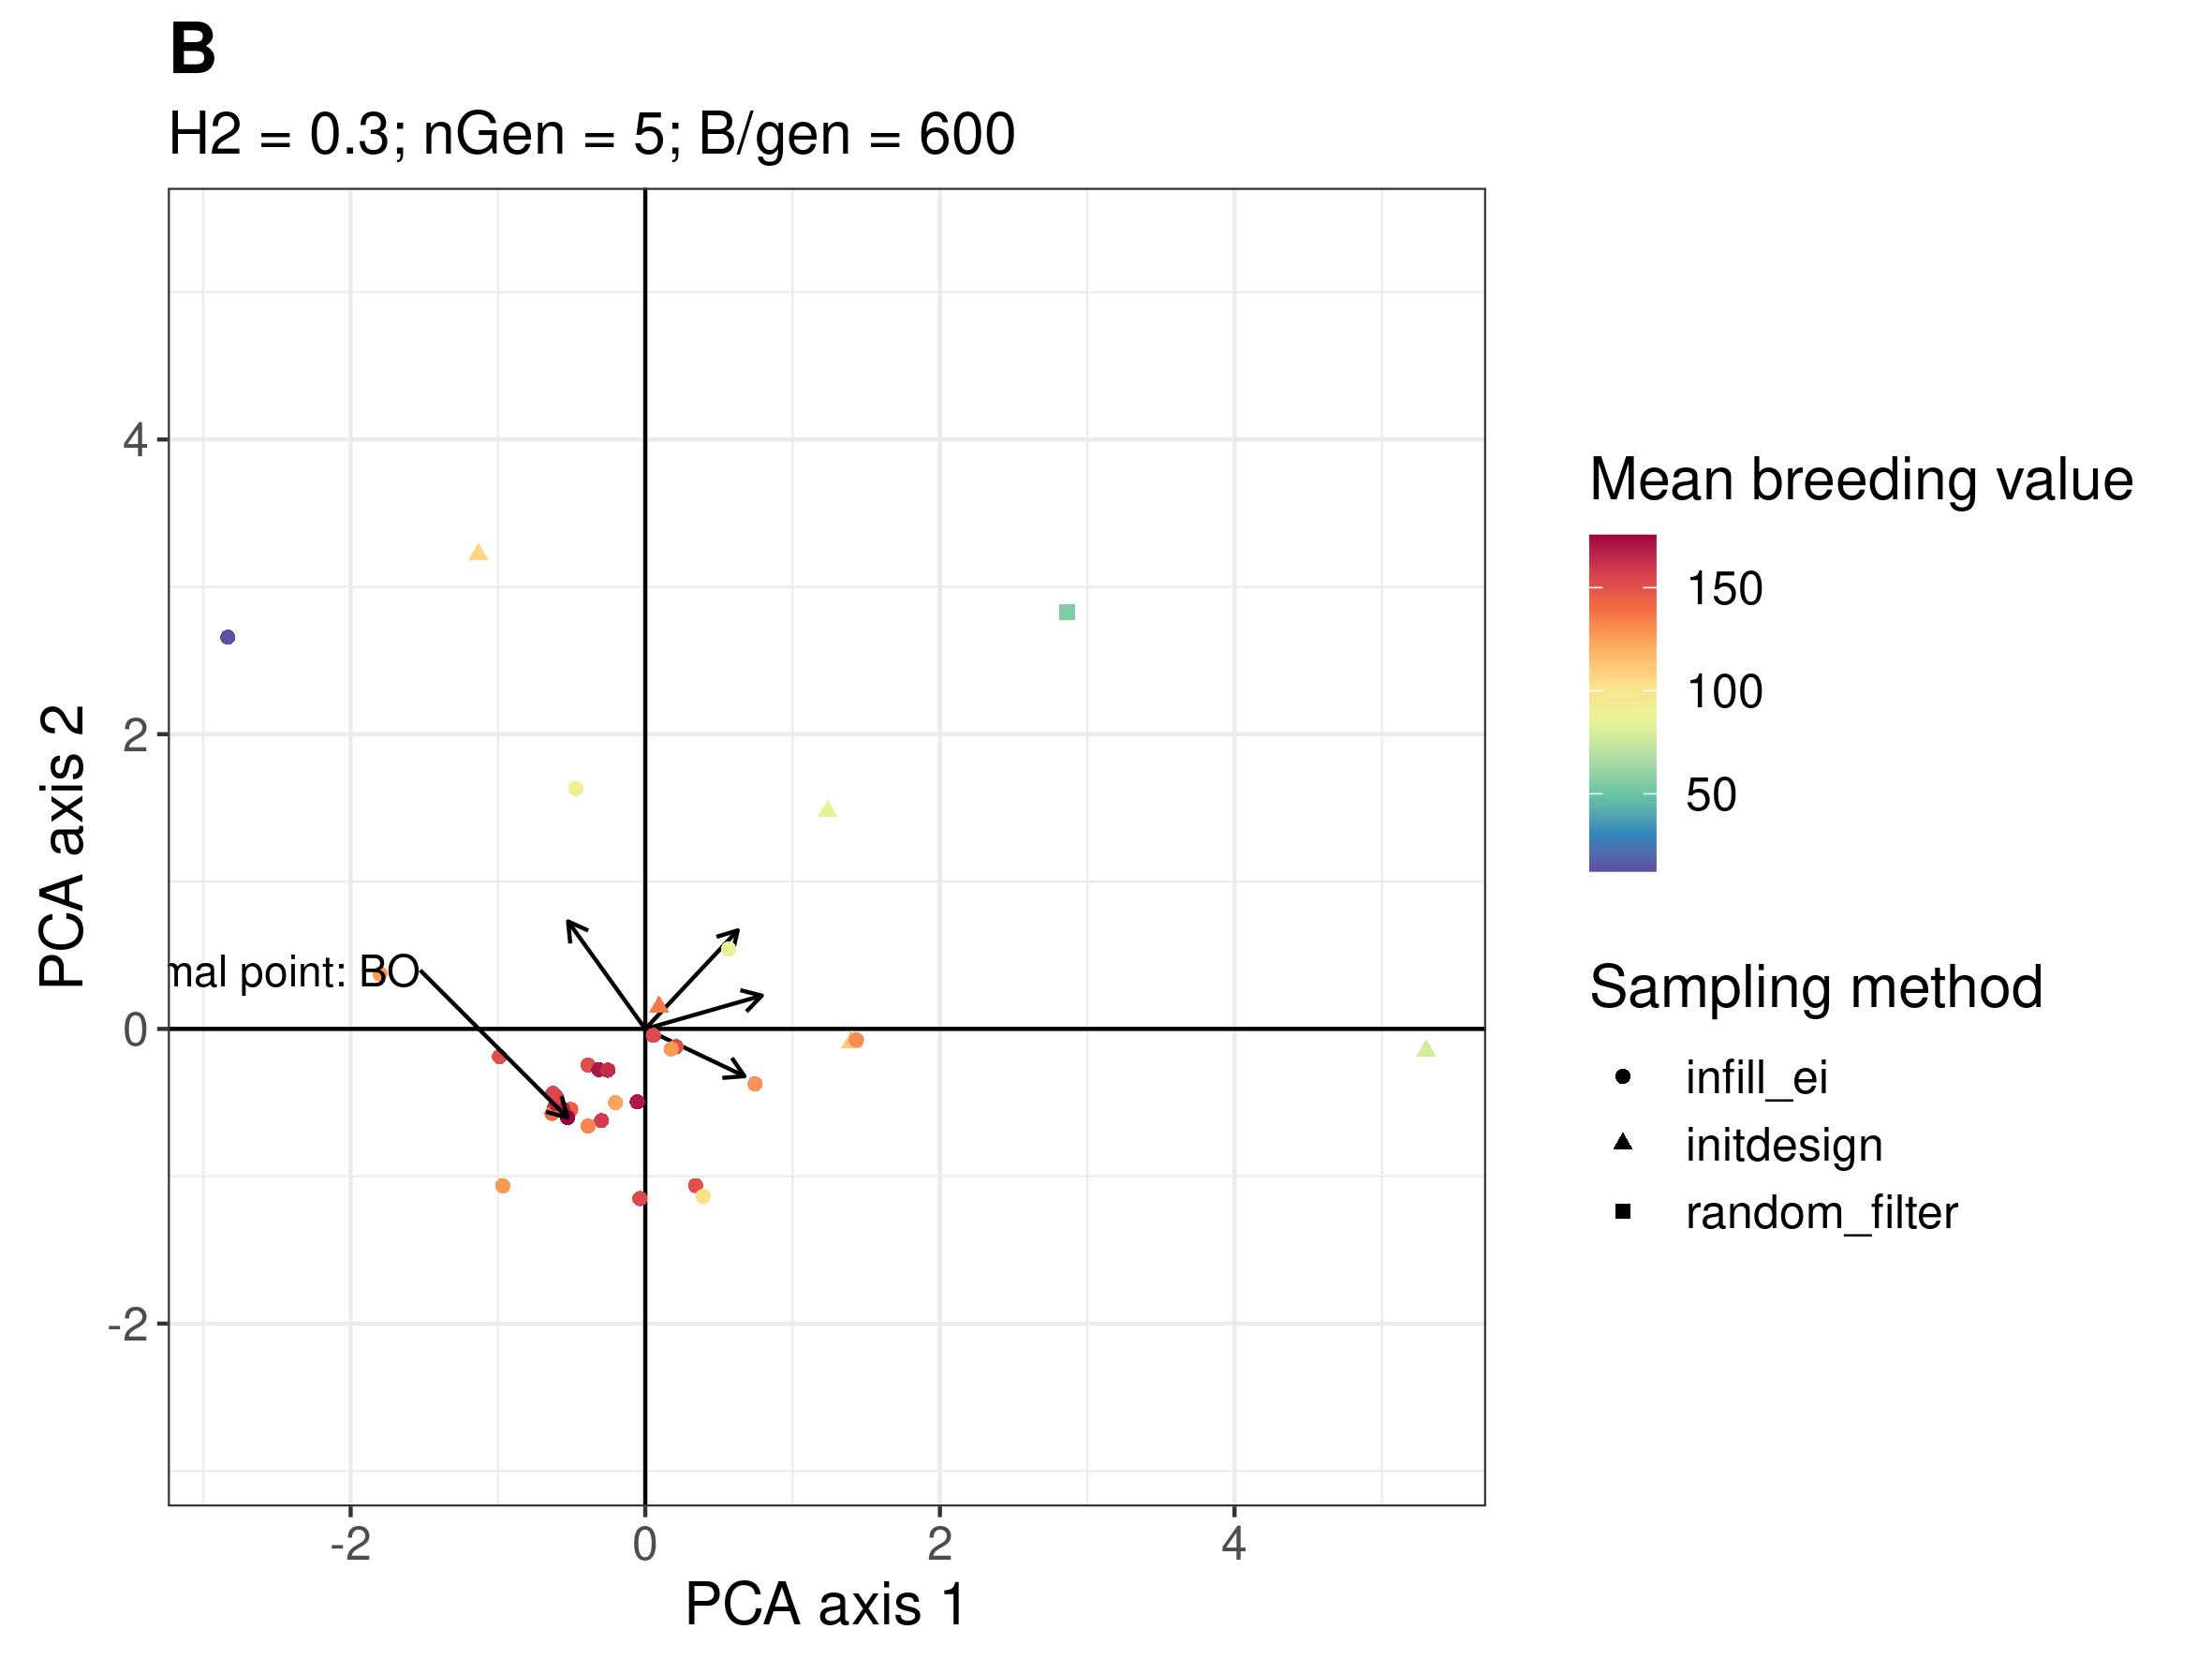 B
H2 = 0.3; nGen = 5; B/gen = 600
PCA axis 2
4
2
0
-2
mal point: BO
-2
0
2
4
PCA axis 1
Mean breeding value
150
100
50
Sampling method
infill_ei
initdesign
random_filter